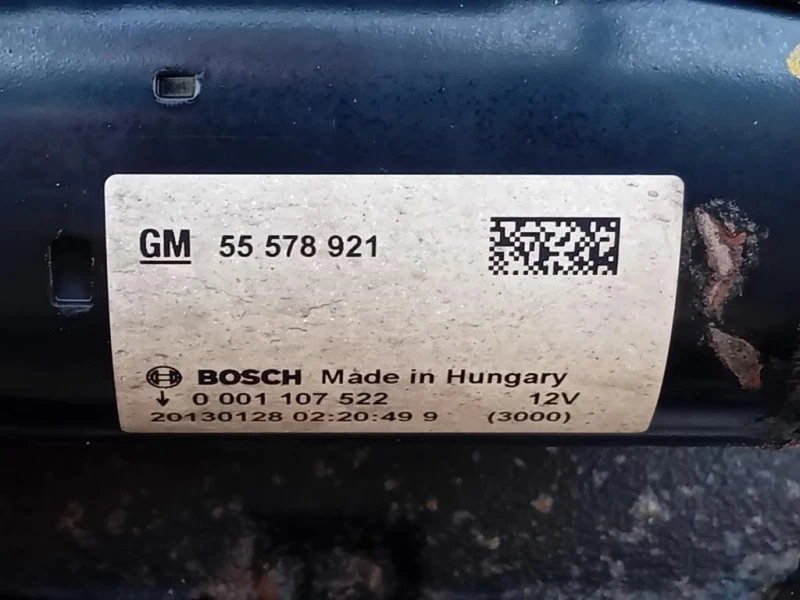 GM 55 578 921
BOSCH Made in Hungary
↓ 0 001 107 522 12V
20130128 02:20:49 9 (3000)